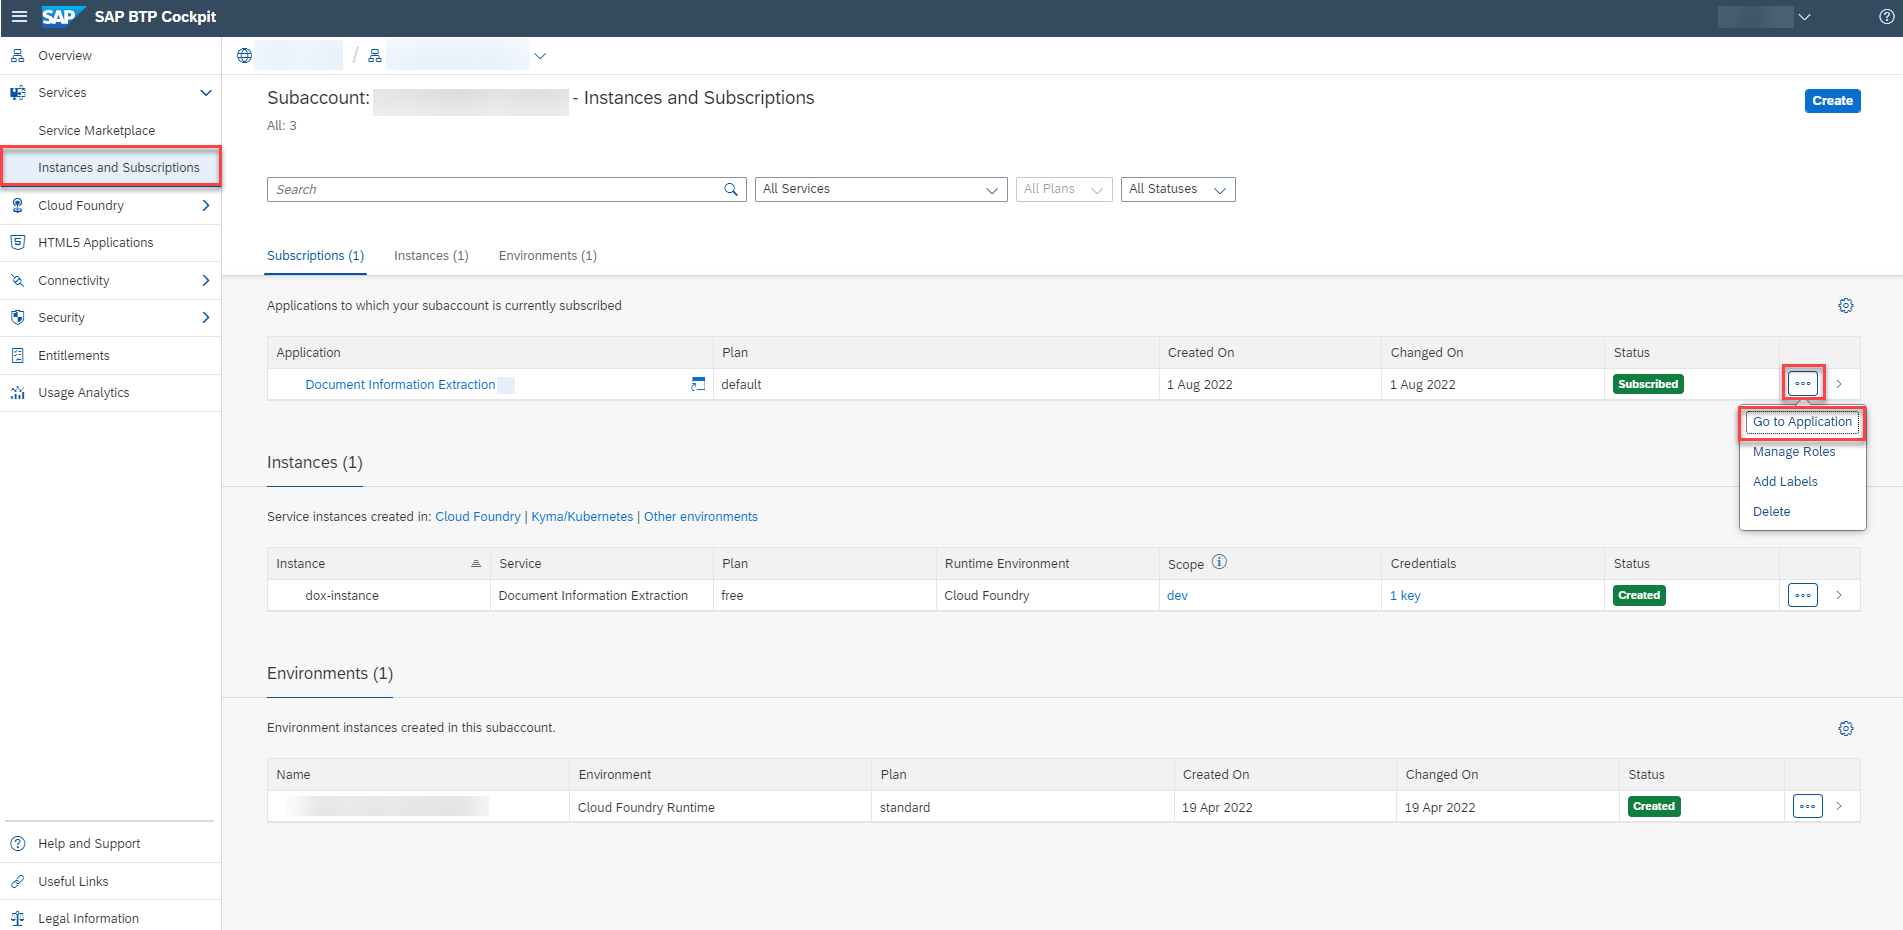 SAP SAP BTP Cockpit
Overview
Services
Service Marketplace
Instances and Subscriptions
Cloud Foundry
HTML5 Applications
Connectivity
Security
Entitlements
Usage Analytics
Help and Support
Useful Links
Legal Information
/
Subaccount: - Instances and Subscriptions
Create
All: 3
Search All Services All Plans All Statuses
Subscriptions (1) Instances (1) Environments (1)
Applications to which your subaccount is currently subscribed
Application Plan Created On Changed On Status
Document Information Extraction default 1 Aug 2022 1 Aug 2022 Subscribed
Go to Application
Manage Roles
Add Labels
Delete
Instances (1)
Service instances created in: Cloud Foundry | Kyma/Kubernetes | Other environments
Instance Service Plan Runtime Environment Scope Credentials Status
dox-instance Document Information Extraction free Cloud Foundry dev 1 key Created
Environments (1)
Environment instances created in this subaccount.
Name Environment Plan Created On Changed On Status
Cloud Foundry Runtime standard 19 Apr 2022 19 Apr 2022 Created